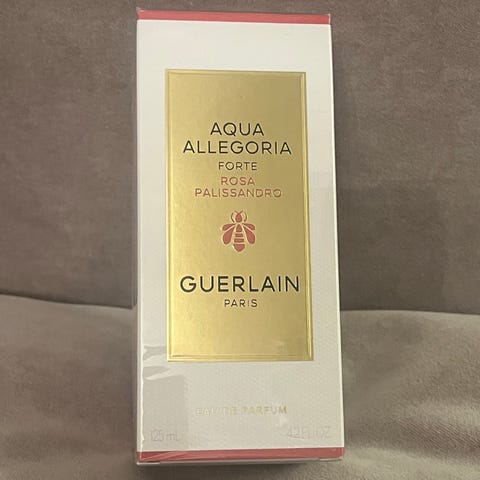 AQUA
ALLEGORIA
FORTE
ROSA
PALISSANDRO
GUERLAIN
PARIS
EAU DE PARFUM
125 mL 4.2 FL.OZ